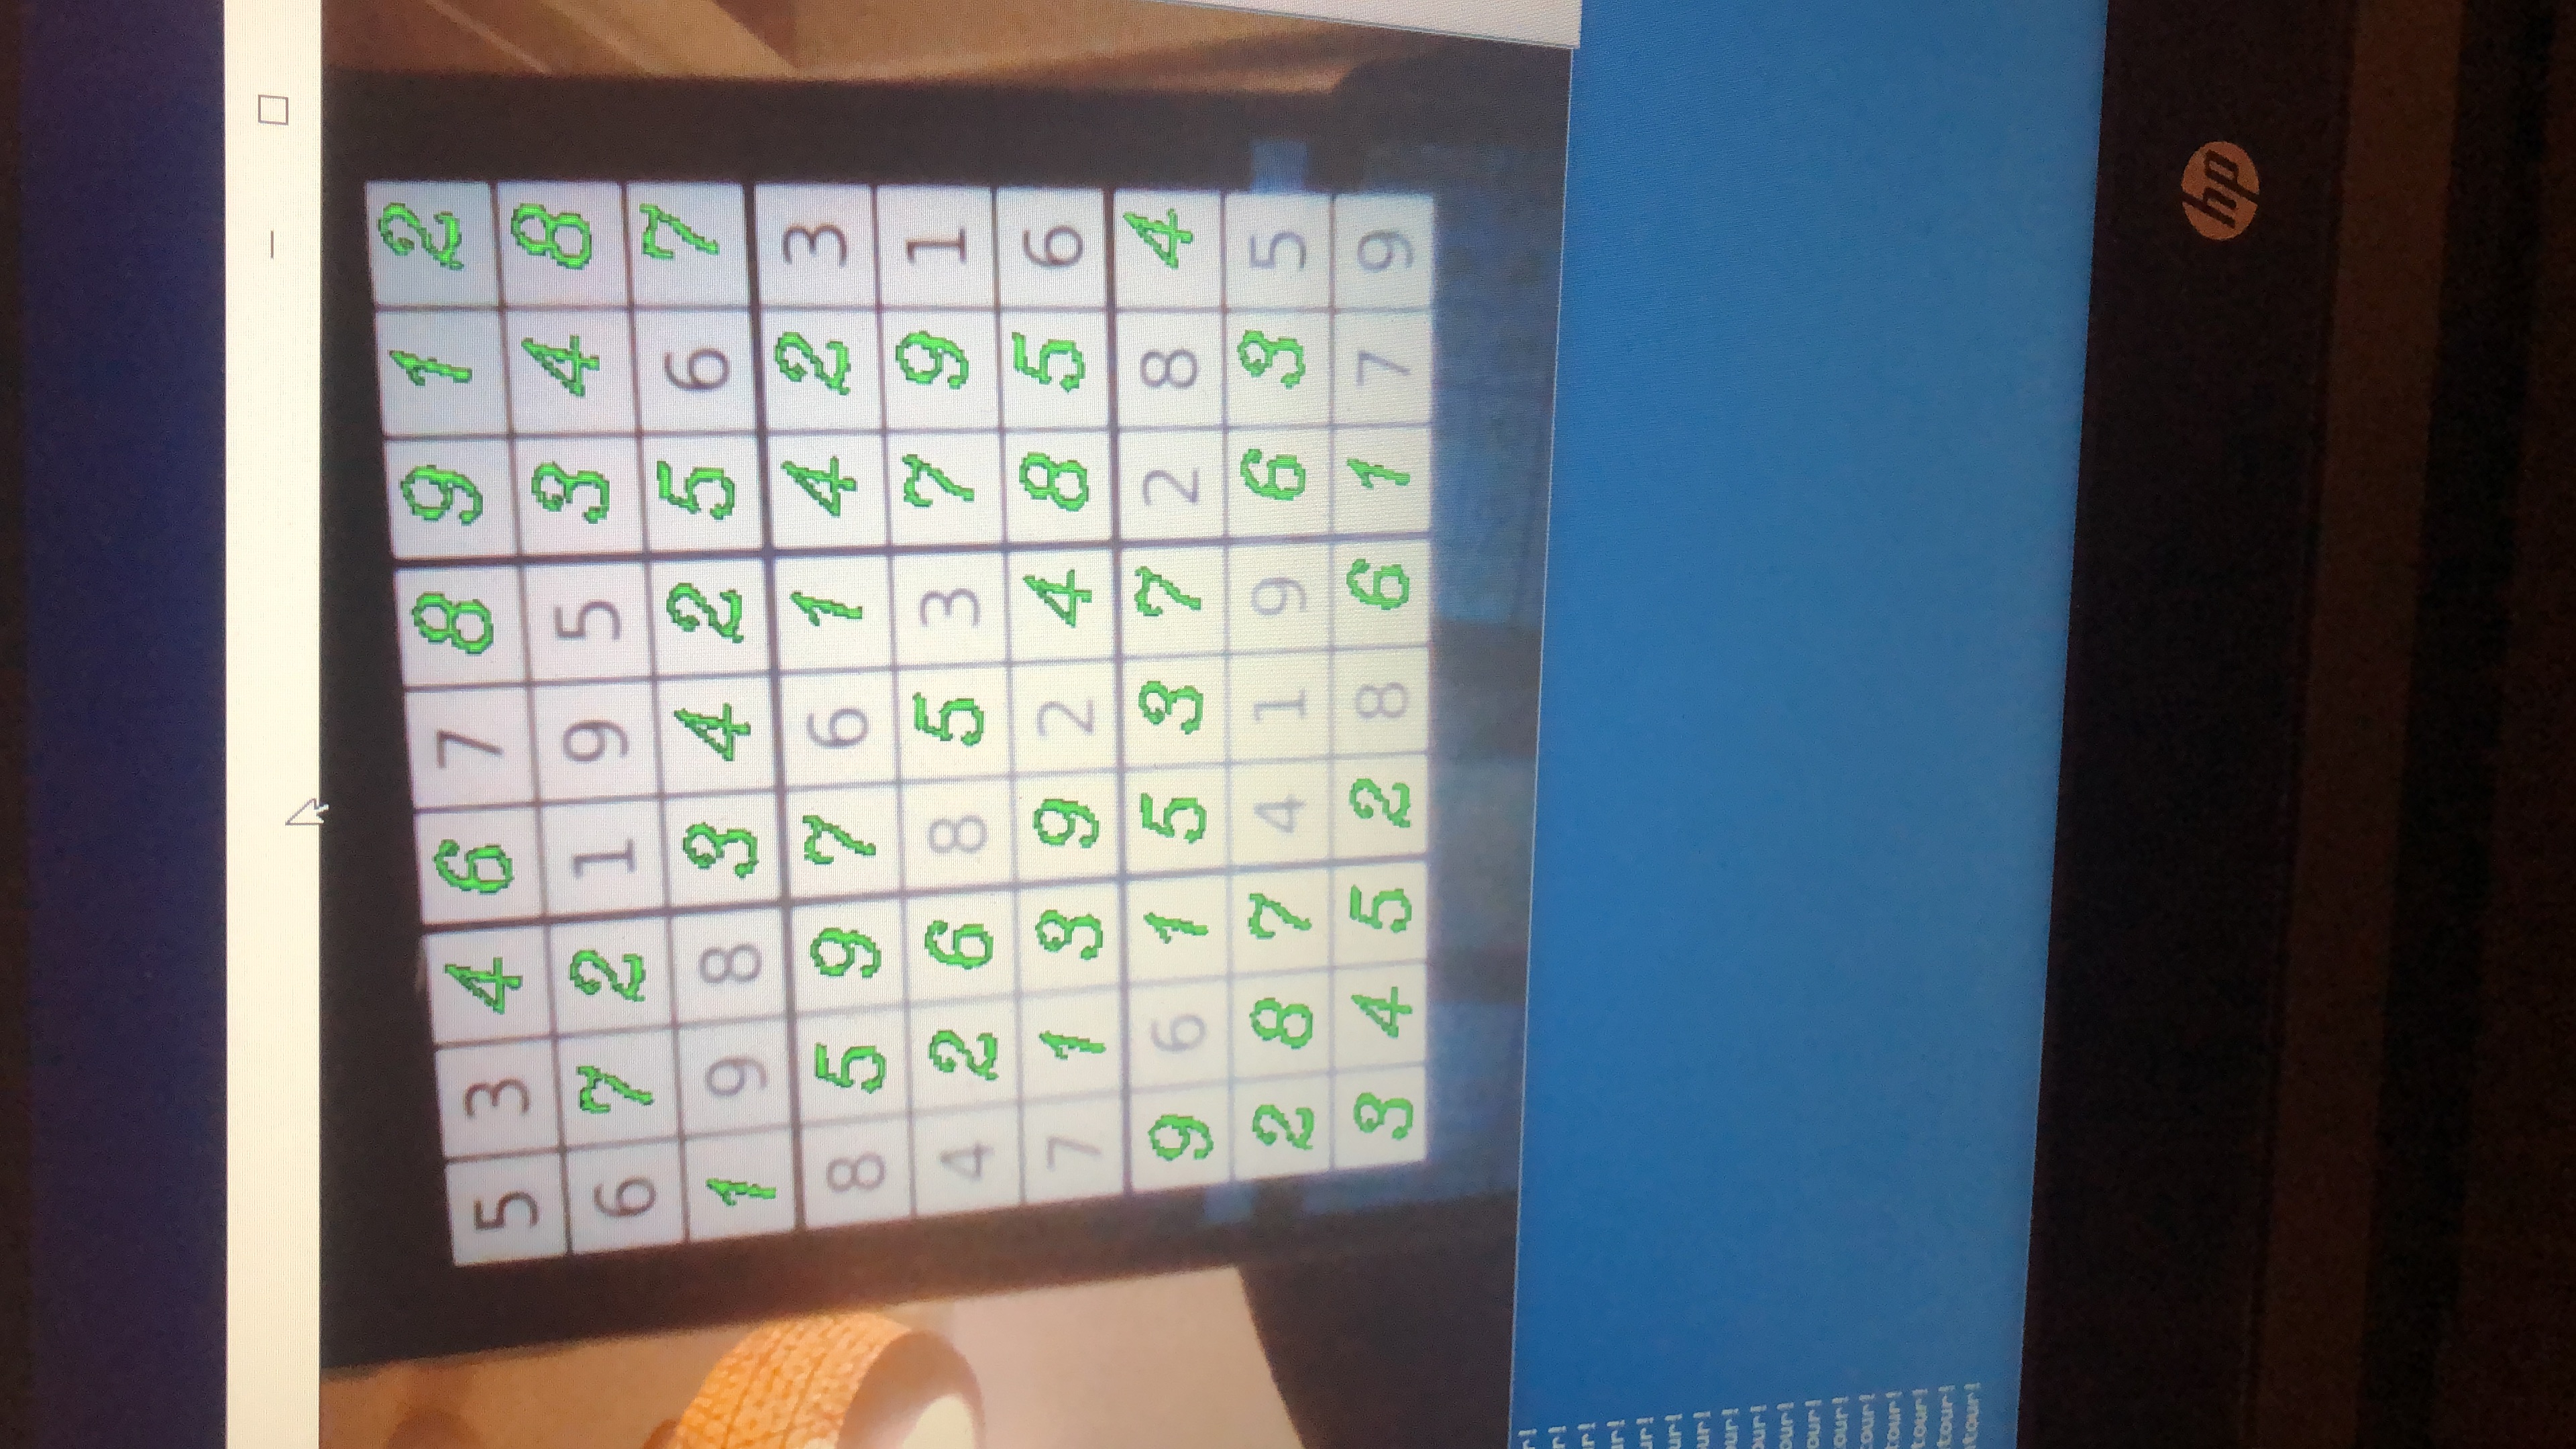 5 3 4 6 7 8 9 1 2
6 7 2 1 9 5 3 4 8
1 9 8 3 4 2 5 6 7
8 5 9 7 6 1 4 2 3
4 2 6 8 5 3 7 9 1
7 1 3 9 2 4 8 5 6
9 6 1 5 3 7 2 8 4
2 8 7 4 1 9 6 3 5
3 4 5 2 8 6 1 7 9
r!
r!
ur!
ur!
ur!
ur!
ur!
our!
our!
our!
our!
tour!
tour!
tour!
tour!
tour!
ntour!
hp